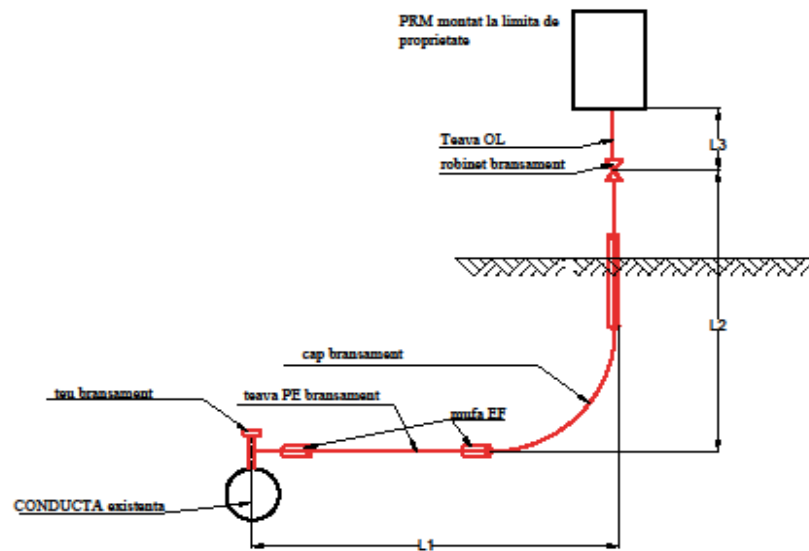 PRM montat la limita de
proprietate
Teava OL
robinet bransament
L3
L2
cap bransament
teu bransament
teava PE bransament
mufa EF
CONDUCTA existenta
L1